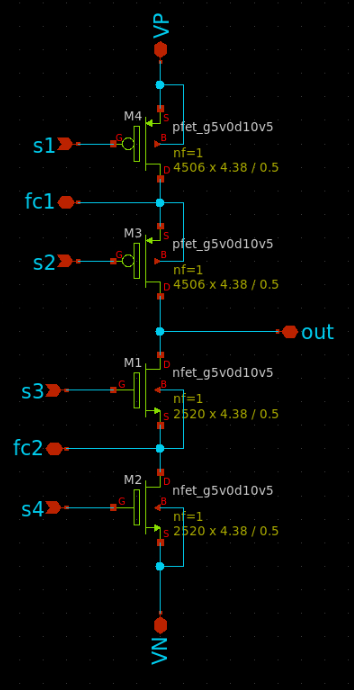 VP
S
M4
pfet_g5v0d10v5
s1
G
B
nf=1
4506 x 4.38 / 0.5
D
fc1
S
M3
pfet_g5v0d10v5
s2
G
B
nf=1
4506 x 4.38 / 0.5
D
out
D
M1
nfet_g5v0d10v5
s3
G
B
nf=1
2520 x 4.38 / 0.5
S
fc2
D
M2
nfet_g5v0d10v5
s4
G
B
nf=1
2520 x 4.38 / 0.5
S
VN